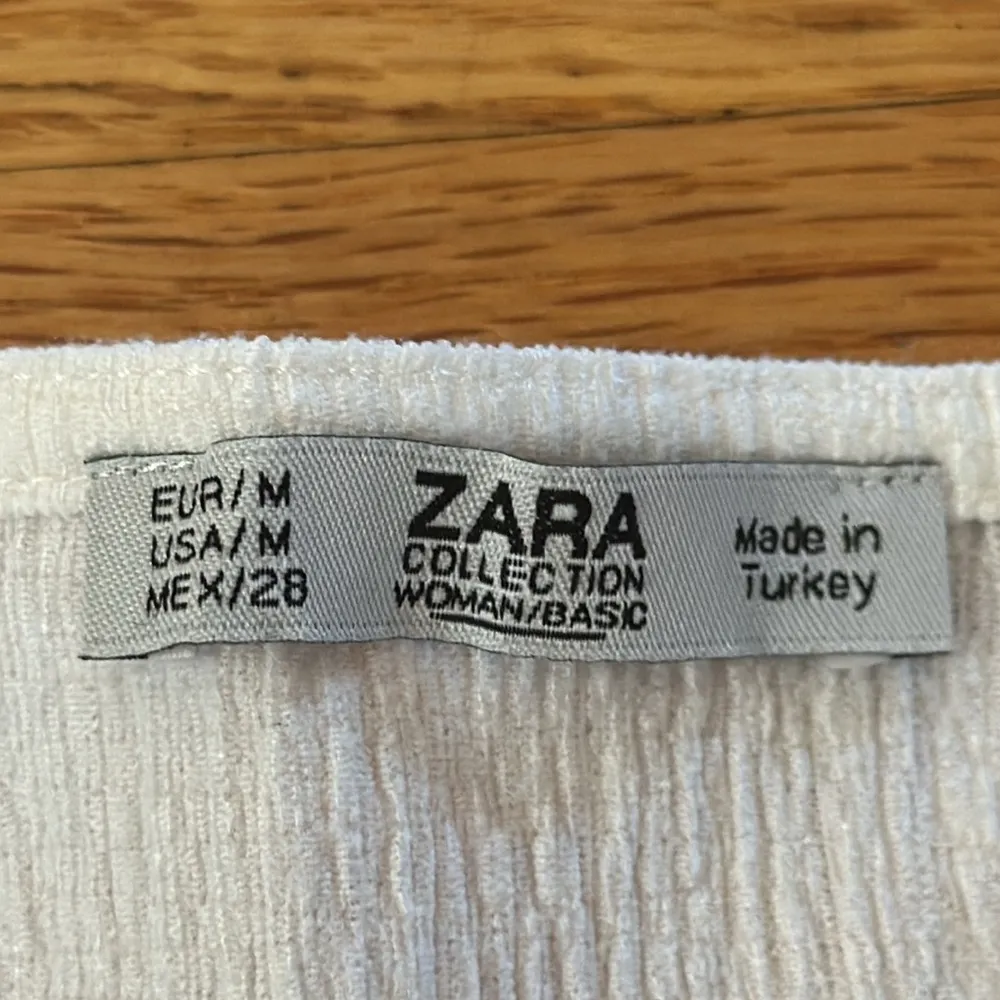 EUR/M
USA/M
MEX/28
ZARA
COLLECTION
WOMAN/BASIC
Made in
Turkey